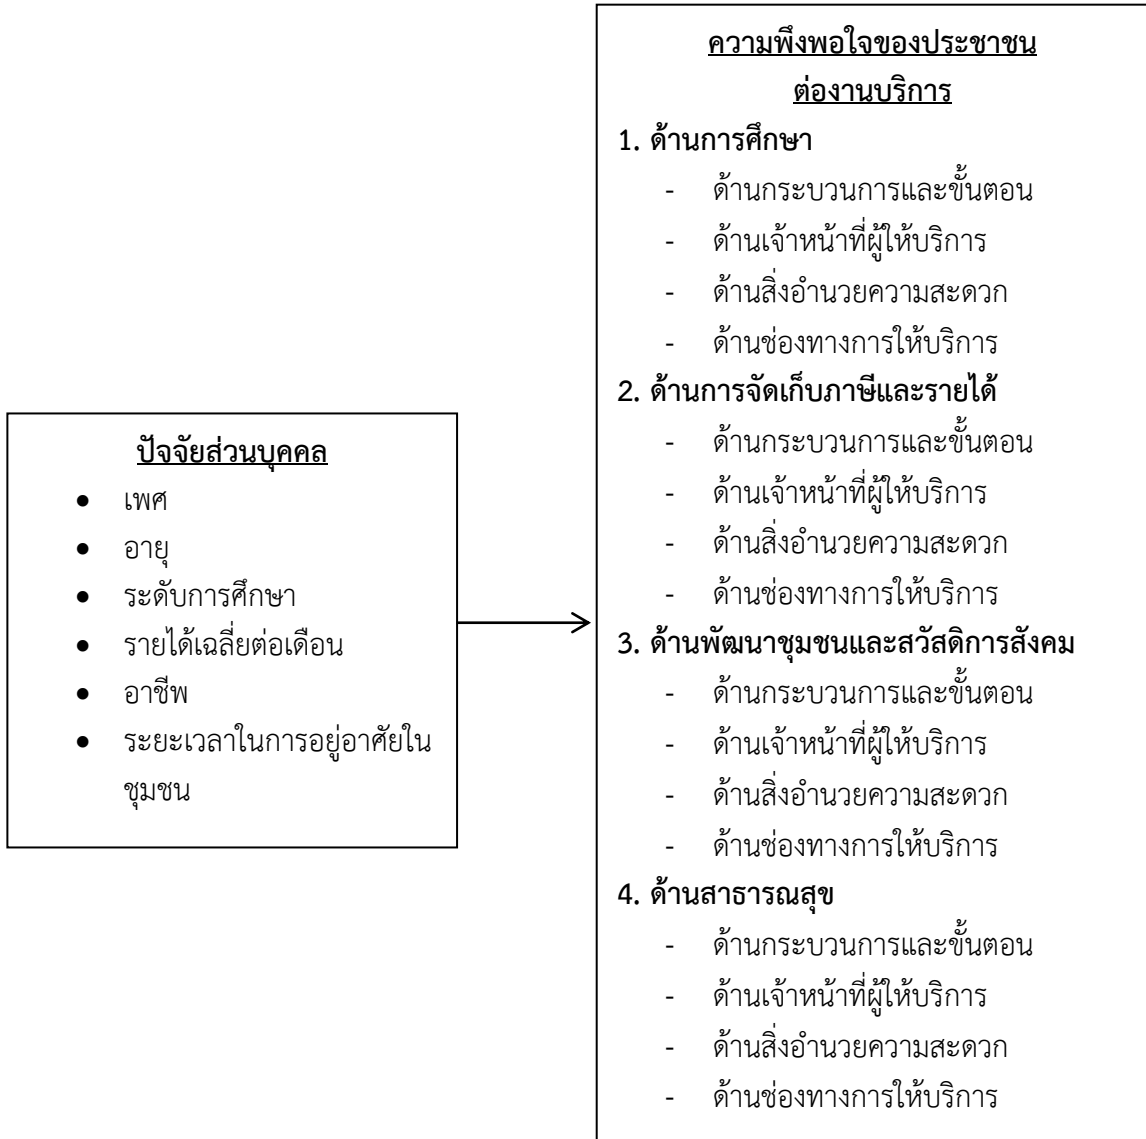 ความพึงพอใจของประชาชน
ต่องานบริการ
1. ด้านการศึกษา
- ด้านกระบวนการและขั้นตอน
- ด้านเจ้าหน้าที่ผู้ให้บริการ
- ด้านสิ่งอำนวยความสะดวก
- ด้านช่องทางการให้บริการ
2. ด้านการจัดเก็บภาษีและรายได้
- ด้านกระบวนการและขั้นตอน
- ด้านเจ้าหน้าที่ผู้ให้บริการ
- ด้านสิ่งอำนวยความสะดวก
- ด้านช่องทางการให้บริการ
3. ด้านพัฒนาชุมชนและสวัสดิการสังคม
- ด้านกระบวนการและขั้นตอน
- ด้านเจ้าหน้าที่ผู้ให้บริการ
- ด้านสิ่งอำนวยความสะดวก
- ด้านช่องทางการให้บริการ
4. ด้านสาธารณสุข
- ด้านกระบวนการและขั้นตอน
- ด้านเจ้าหน้าที่ผู้ให้บริการ
- ด้านสิ่งอำนวยความสะดวก
- ด้านช่องทางการให้บริการ
ปัจจัยส่วนบุคคล
• เพศ
• อายุ
• ระดับการศึกษา
• รายได้เฉลี่ยต่อเดือน
• อาชีพ
• ระยะเวลาในการอยู่อาศัยใน
ชุมชน